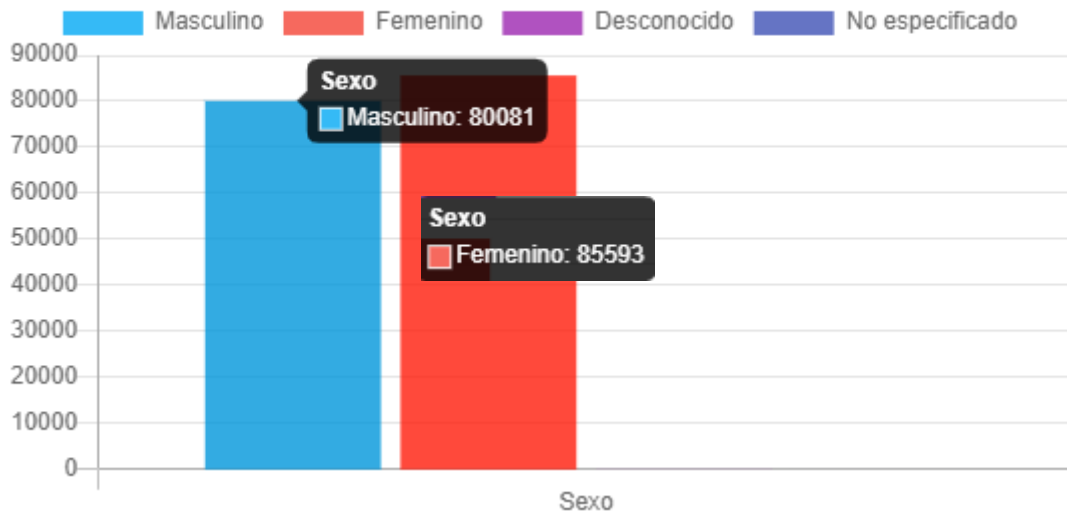 Masculino Femenino Desconocido No especificado
90000
Sexo
80000
Masculino: 80081
70000
60000
Sexo
50000
Femenino: 85593
40000
30000
20000
10000
0
Sexo